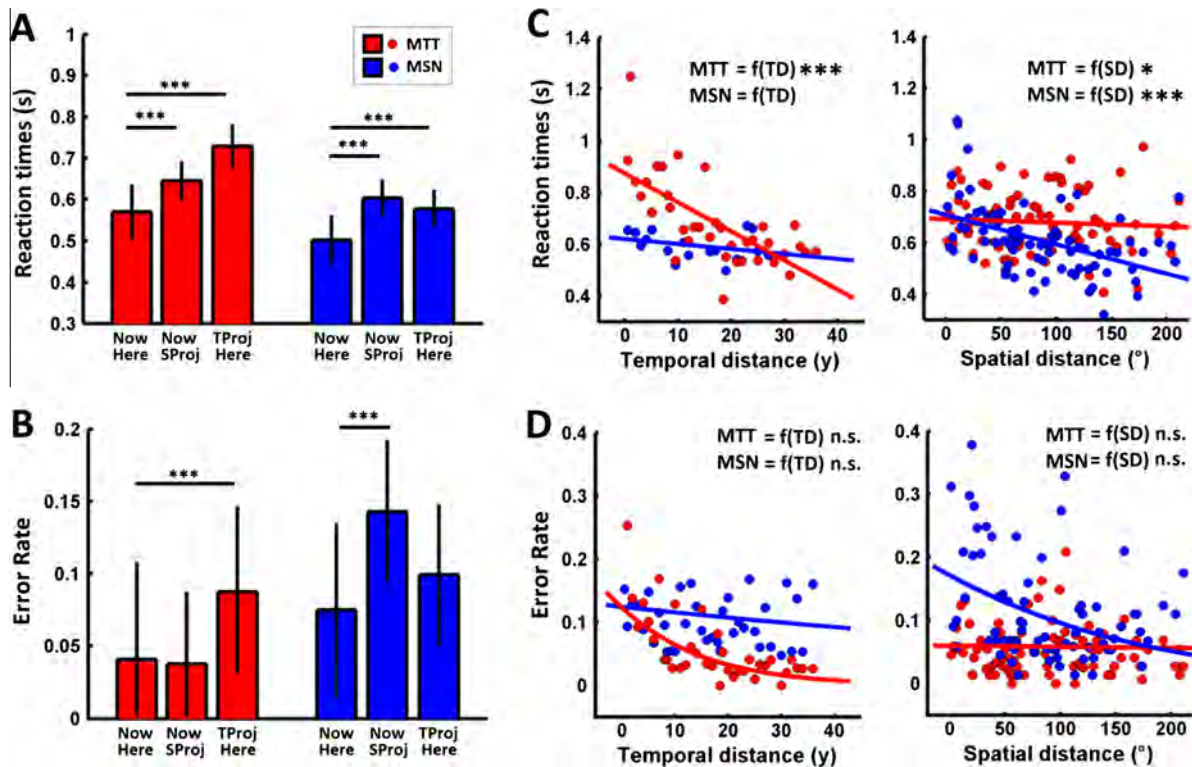 A
Reaction times (s)
1
0.9
0.8
0.7
0.6
0.5
0.4
0.3
MTT
MSN
***
***
***
***
Now Now TProj
Here SProj Here
Now Now TProj
Here SProj Here
C
Reaction times (s)
1.4
1.2
1
0.8
0.6
0.4
MTT = f(TD) ***
MSN = f(TD)
0 10 20 30 40
Temporal distance (y)
1.4
1.2
1
0.8
0.6
0.4
MTT = f(SD) *
MSN = f(SD) ***
0 50 100 150 200
Spatial distance (°)
B
Error Rate
0.2
0.15
0.1
0.05
0
***
***
Now Now TProj
Here SProj Here
Now Now TProj
Here SProj Here
D
Error Rate
0.4
0.3
0.2
0.1
0
MTT = f(TD) n.s.
MSN = f(TD) n.s.
0 10 20 30 40
Temporal distance (y)
0.4
0.3
0.2
0.1
0
MTT = f(SD) n.s.
MSN = f(SD) n.s.
0 50 100 150 200
Spatial distance (°)